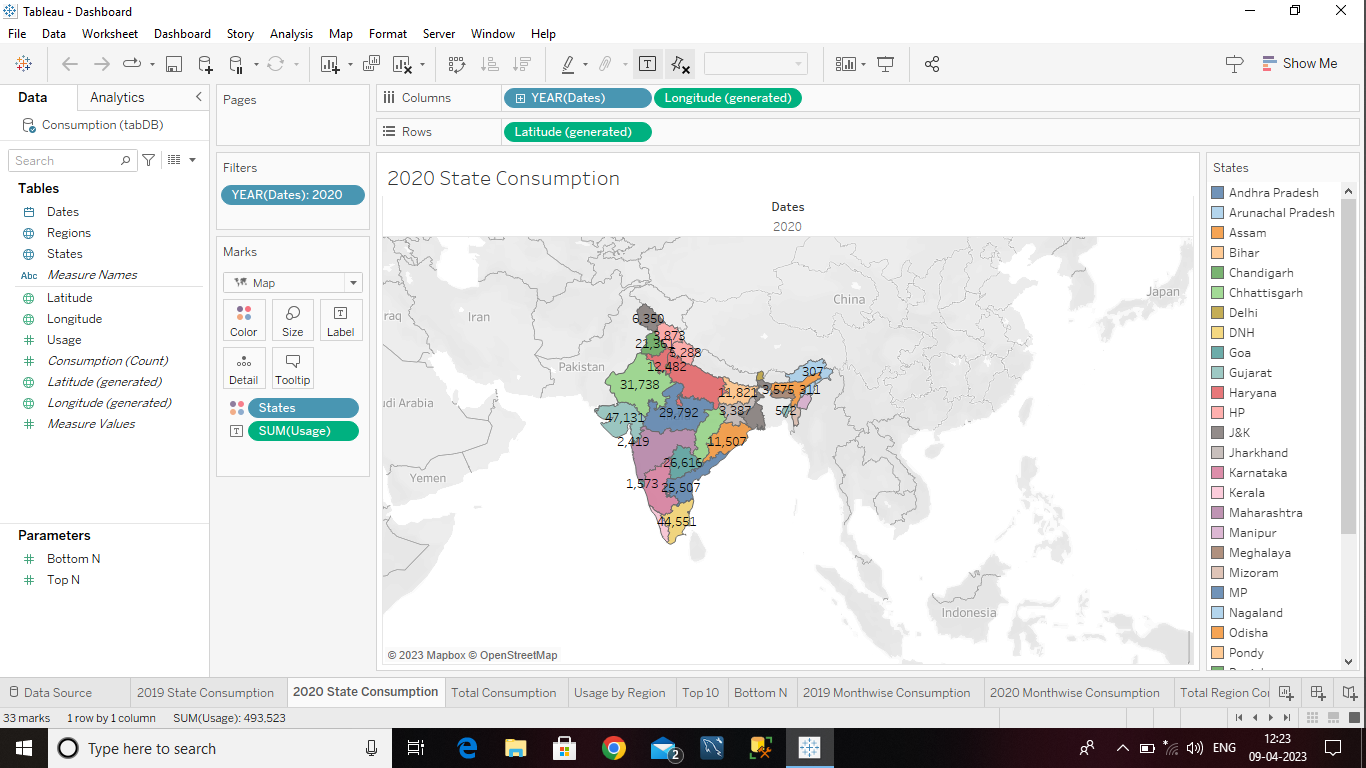 Tableau - Dashboard
File Data Worksheet Dashboard Story Analysis Map Format Server Window Help
Show Me
Data Analytics
Consumption (tabDB)
Search
Tables
Dates
Regions
States
Abc Measure Names
Latitude
Longitude
Usage
Consumption (Count)
Latitude (generated)
Longitude (generated)
Measure Values
Parameters
Bottom N
Top N
Pages
Filters
YEAR(Dates): 2020
Marks
Map
Color Size Label
Detail Tooltip
States
SUM(Usage)
Columns YEAR(Dates) Longitude (generated)
Rows Latitude (generated)
2020 State Consumption
Dates
2020
China
Japan
raq
Iran
Pakistan
di Arabia
Yemen
Indonesia
6,350
3,873
21,361
5,288
12,482
31,738
11,821
3,575
307
311
47,131
29,792
3,387
572
2,419
11,507
26,616
1,573
25,507
44,551
© 2023 Mapbox © OpenStreetMap
States
Andhra Pradesh
Arunachal Pradesh
Assam
Bihar
Chandigarh
Chhattisgarh
Delhi
DNH
Goa
Gujarat
Haryana
HP
J&K
Jharkhand
Karnataka
Kerala
Maharashtra
Manipur
Meghalaya
Mizoram
MP
Nagaland
Odisha
Pondy
Data Source 2019 State Consumption 2020 State Consumption Total Consumption Usage by Region Top 10 Bottom N 2019 Monthwise Consumption 2020 Monthwise Consumption Total Region Co
33 marks 1 row by 1 column SUM(Usage): 493,523
Type here to search
2
ENG
12:23
09-04-2023